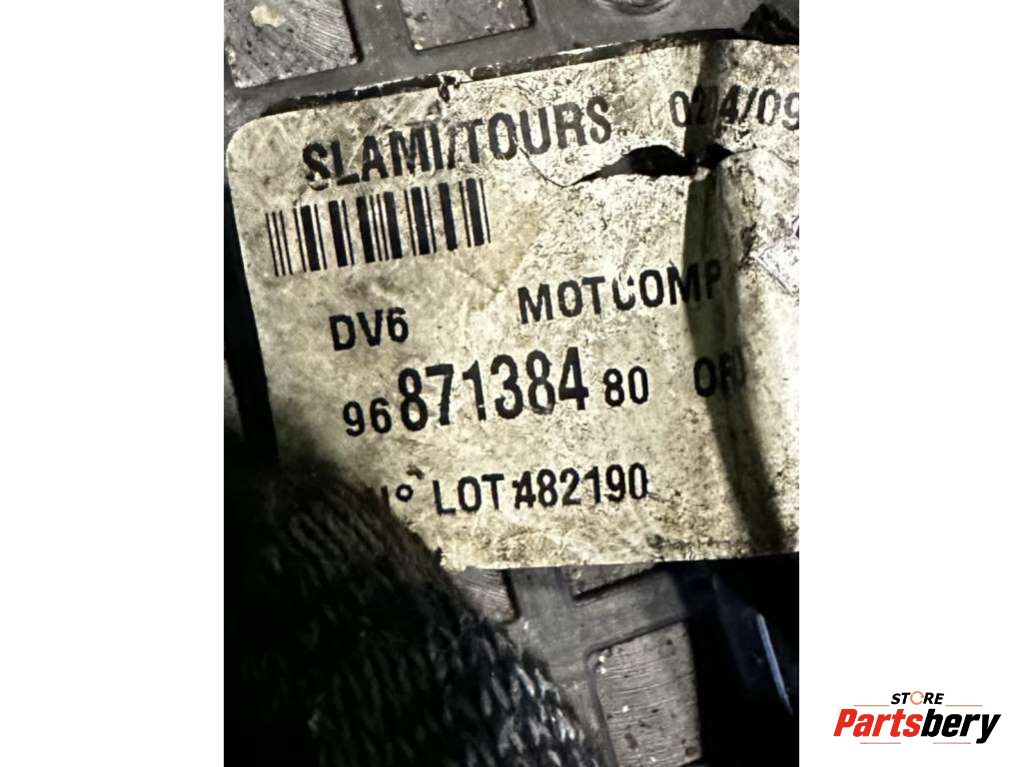 SLAMI/TOURS
DV6 MOTCOMP
96 871384 80
LOT:482190
STORE
Partsbery